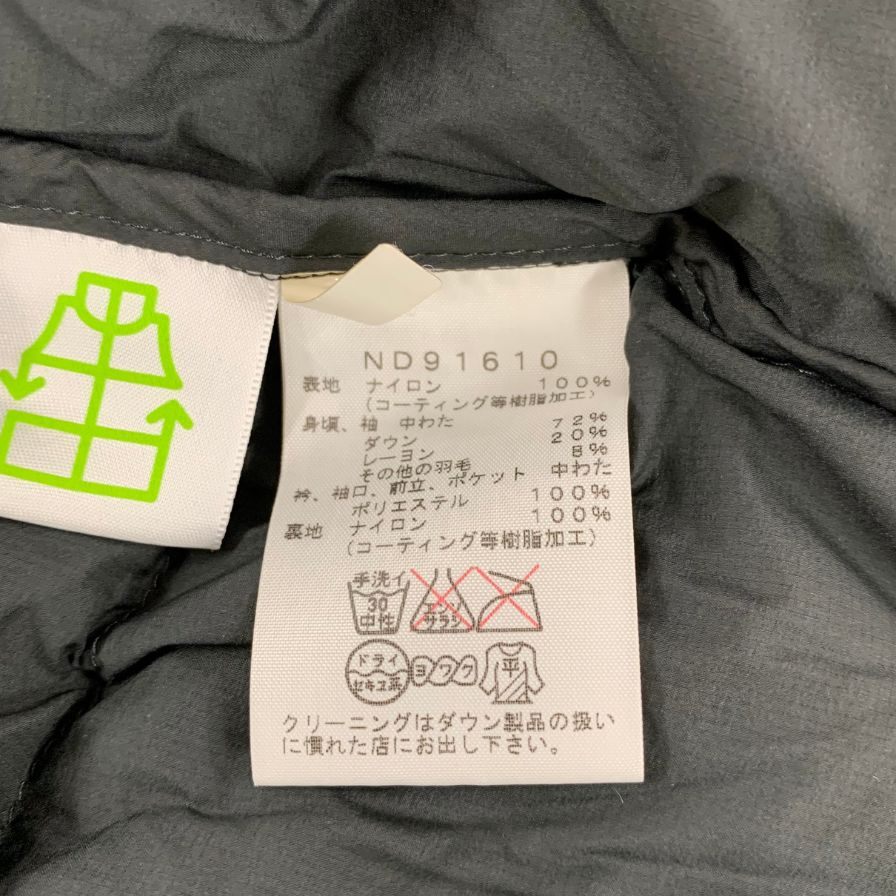 ND91610
表地 ナイロン 100%
(コーティング等樹脂加工)
身頃、袖 中わた
ダウン 72%
レーヨン 20%
その他の羽毛 8%
衿、袖口、前立、ポケット 中わた
ポリエステル 100%
裏地 ナイロン 100%
(コーティング等樹脂加工)
手洗イ
30
中性
エンソ
サラシ
ドライ
セキユ系
ヨワク
平
クリーニングはダウン製品の扱い
に慣れた店にお出し下さい。